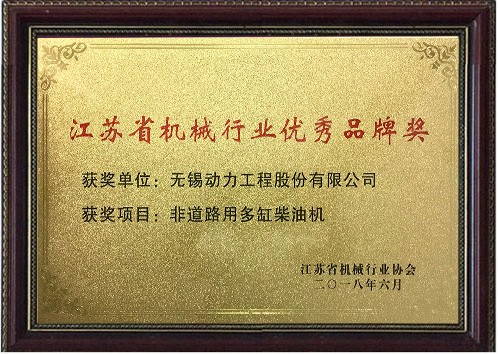 江苏省机械行业优秀品牌奖
获奖单位：无锡动力工程股份有限公司
获奖项目：非道路用多缸柴油机
江苏省机械行业协会
二〇一八年六月